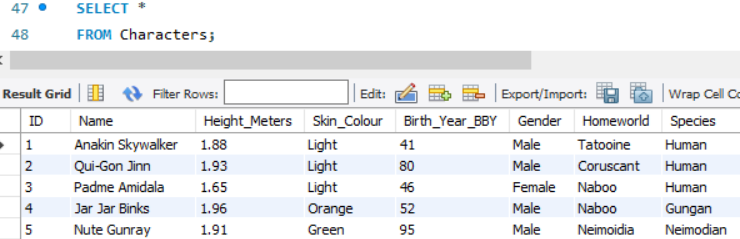 47 SELECT *
48 FROM Characters;
Result Grid Filter Rows: Edit: Export/Import: Wrap Cell Co
ID Name Height_Meters Skin_Colour Birth_Year_BBY Gender Homeworld Species
1 Anakin Skywalker 1.88 Light 41 Male Tatooine Human
2 Qui-Gon Jinn 1.93 Light 80 Male Coruscant Human
3 Padme Amidala 1.65 Light 46 Female Naboo Human
4 Jar Jar Binks 1.96 Orange 52 Male Naboo Gungan
5 Nute Gunray 1.91 Green 95 Male Neimoidia Neimodian